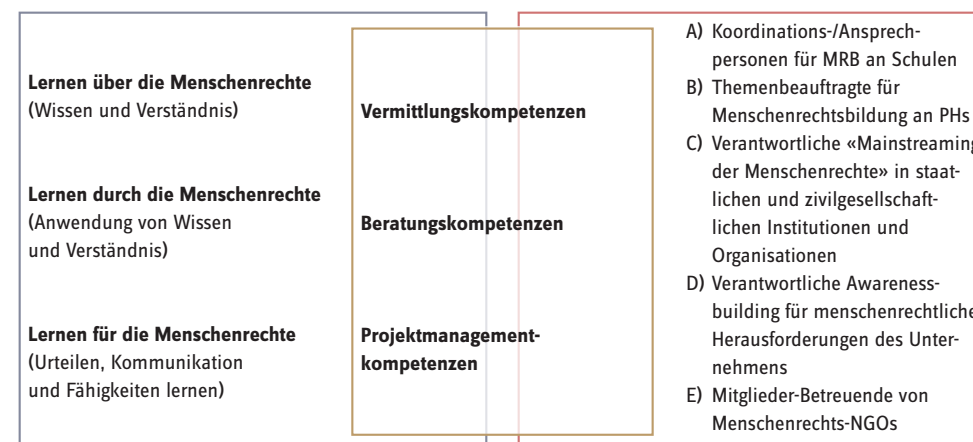 Lernen über die Menschenrechte
(Wissen und Verständnis)
Lernen durch die Menschenrechte
(Anwendung von Wissen
und Verständnis)
Lernen für die Menschenrechte
(Urteilen, Kommunikation
und Fähigkeiten lernen)
Vermittlungskompetenzen
Beratungskompetenzen
Projektmanagement-
kompetenzen
A) Koordinations-/Ansprech-
personen für MRB an Schulen
B) Themenbeauftragte für
Menschenrechtsbildung an PHs
C) Verantwortliche «Mainstreaming
der Menschenrechte» in staat-
lichen und zivilgesellschaft-
lichen Institutionen und
Organisationen
D) Verantwortliche Awareness-
building für menschenrechtliche
Herausforderungen des Unter-
nehmens
E) Mitglieder-Betreuende von
Menschenrechts-NGOs